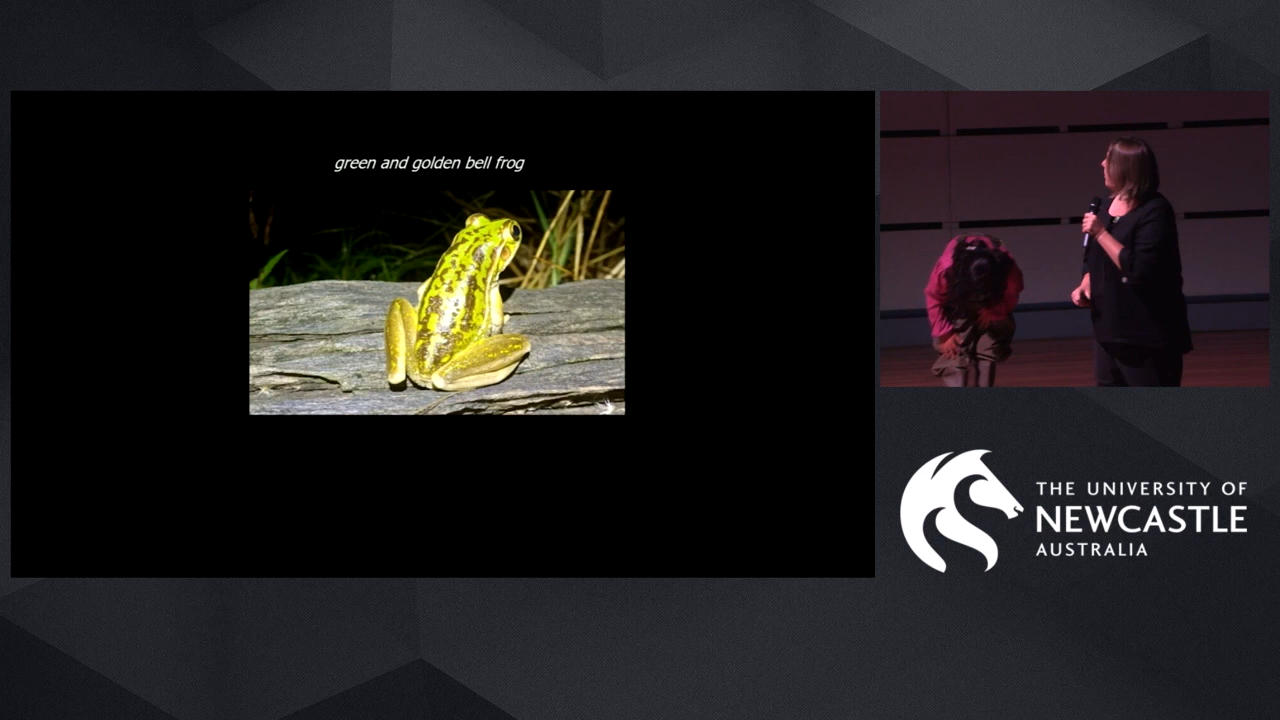 green and golden bell frog
THE UNIVERSITY OF
NEWCASTLE
AUSTRALIA